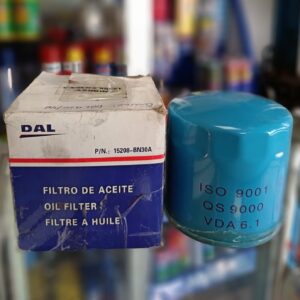 DAL
P/N.: 15208-BN30A
FILTRO DE ACEITE
OIL FILTER :
FILTRE A HUILE
ISO 9001
QS 9000
VDA 6.1